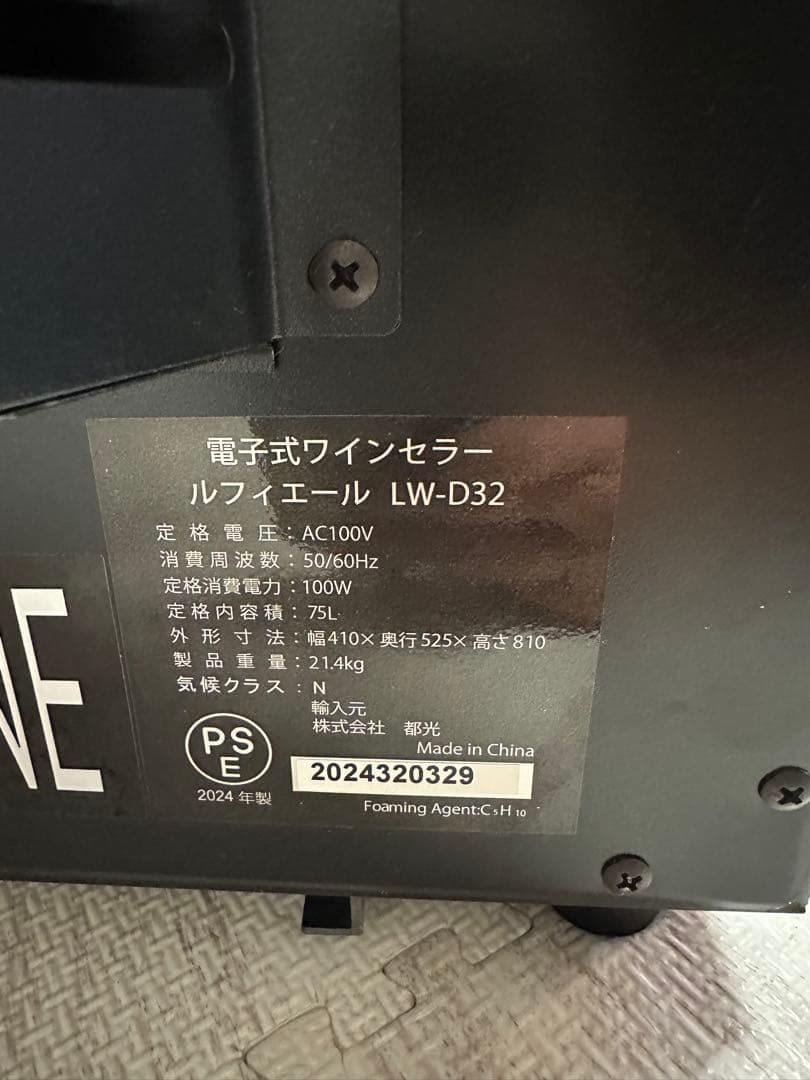 電子式ワインセラー
ルフィエール LW-D32
定格電圧：AC100V
消費周波数：50/60Hz
定格消費電力：100W
定格内容積：75L
外形寸法：幅410×奥行525×高さ810
製品重量：21.4kg
気候クラス：N
輸入元
株式会社 都光
Made in China
PS
E
2024320329
2024年製
Foaming Agent:C₅H₁₀
NE